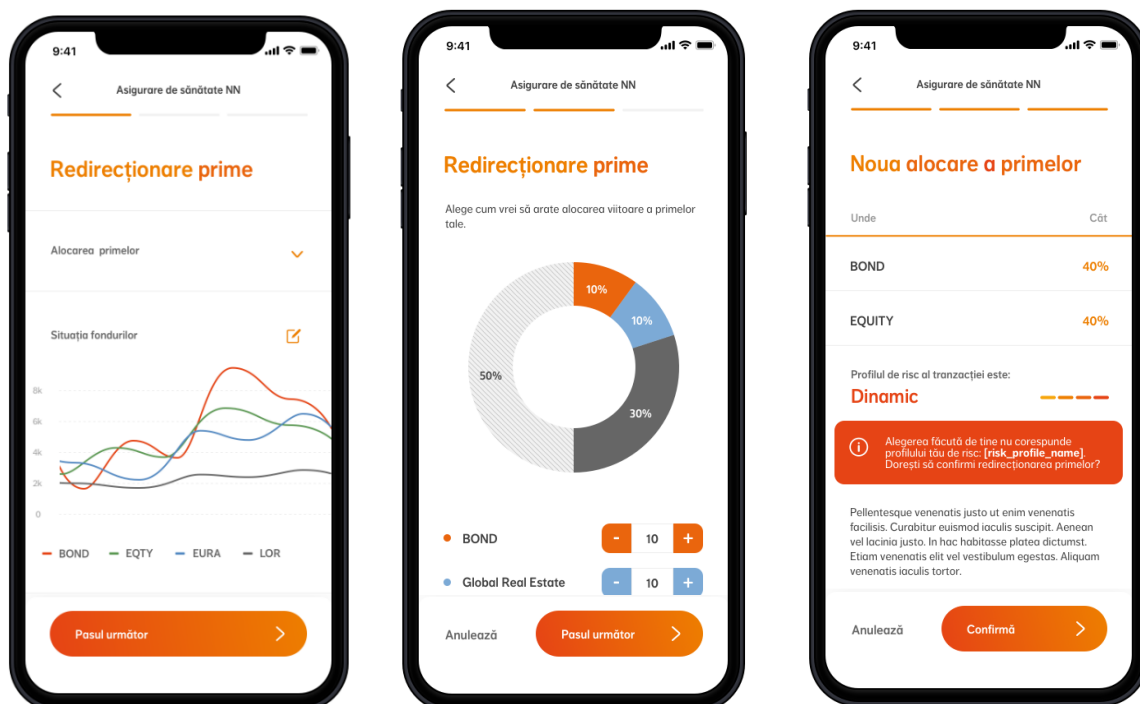 9:41
Asigurare de sănătate NN
Redirecționare prime
Alocarea primelor
Situația fondurilor
8k
6k
4k
2k
0
BOND EQTY EURA LOR
Pasul următor
9:41
Asigurare de sănătate NN
Redirecționare prime
Alege cum vrei să arate alocarea viitoare a primelor
tale.
10%
10%
50%
30%
BOND - 10 +
Global Real Estate - 10 +
Anulează Pasul următor
9:41
Asigurare de sănătate NN
Noua alocare a primelor
Unde Cât
BOND 40%
EQUITY 40%
Profilul de risc al tranzacției este:
Dinamic
Alegerea făcută de tine nu corespunde
profilului tău de risc: [risk_profile_name].
Dorești să confirmi redirecționarea primelor?
Pellentesque venenatis justo ut enim venenatis
facilisis. Curabitur euismod iaculis suscipit. Aenean
vel lacinia justo. In hac habitasse platea dictumst.
Etiam venenatis elit vel vestibulum egestas. Aliquam
venenatis iaculis tortor.
Anulează Confirmă